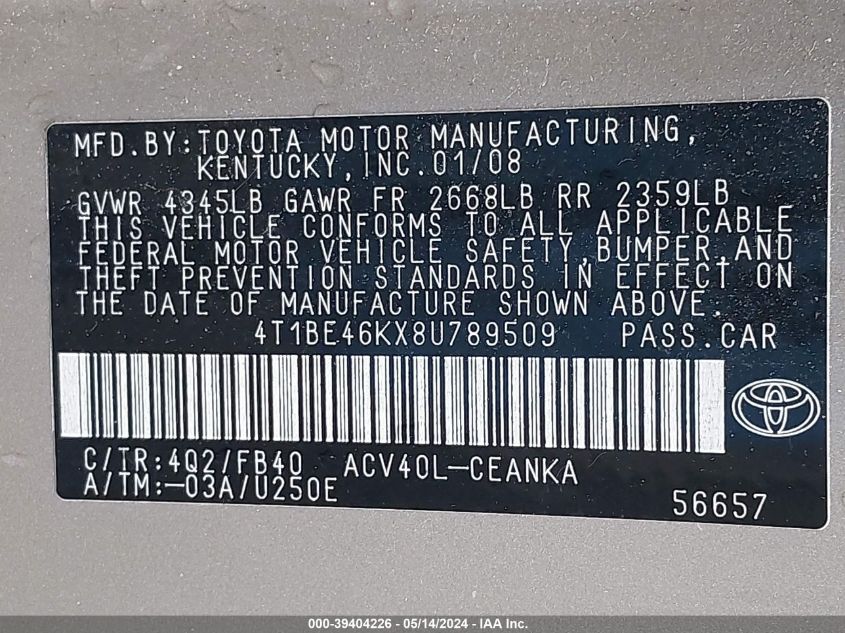 MFD.BY:TOYOTA MOTOR MANUFACTURING,
KENTUCKY,INC.01/08
GVWR 4345LB GAWR FR 2668LB RR 2359LB
THIS VEHICLE CONFORMS TO ALL APPLICABLE
FEDERAL MOTOR VEHICLE SAFETY,BUMPER,AND
THEFT PREVENTION STANDARDS IN EFFECT ON
THE DATE OF MANUFACTURE SHOWN ABOVE.
4T1BE46KX8U789509 PASS.CAR
C/TR:4Q2/FB40 ACV40L-CEANKA
A/TM:-03A/U250E
56657
000-39404226 - 05/14/2024 - IAA Inc.